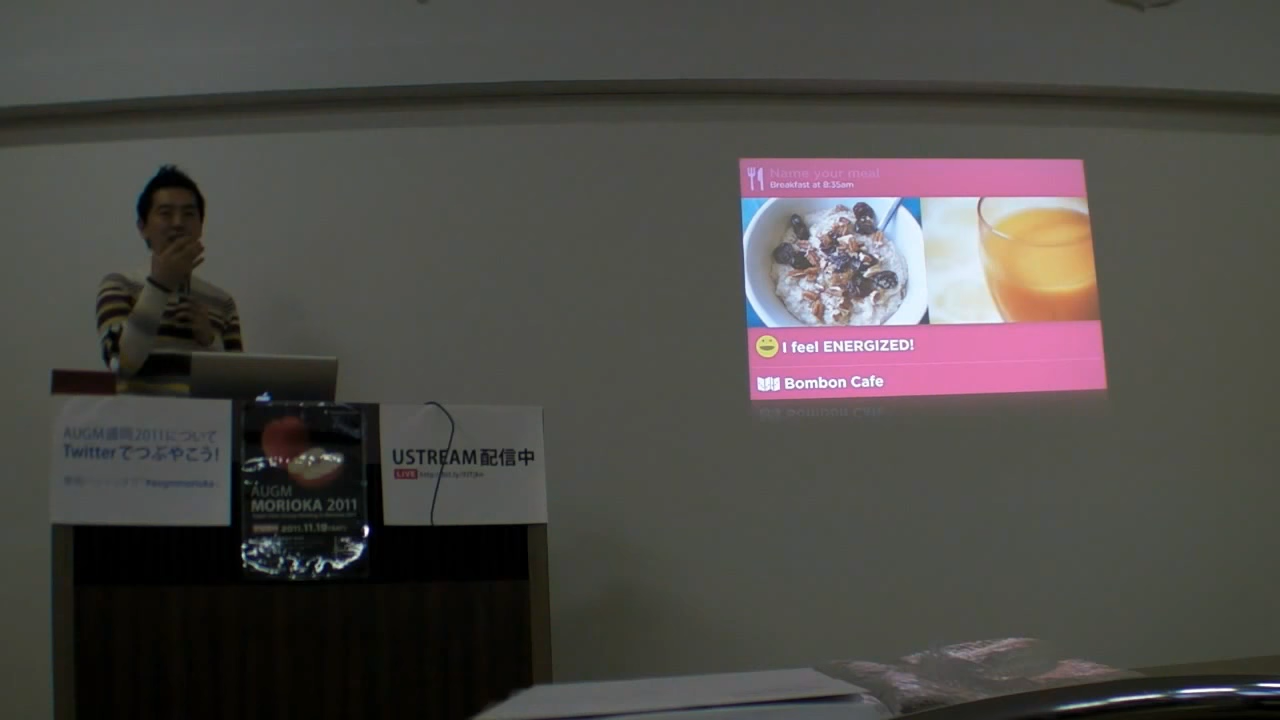 Name your meal
Breakfast at 8:35am
I feel ENERGIZED!
Bombon Cafe
AUGM盛岡2011について
Twitterでつぶやこう!
#augmmorioka
AUGM
MORIOKA 2011
2011.11.19
USTREAM配信中
LIVE